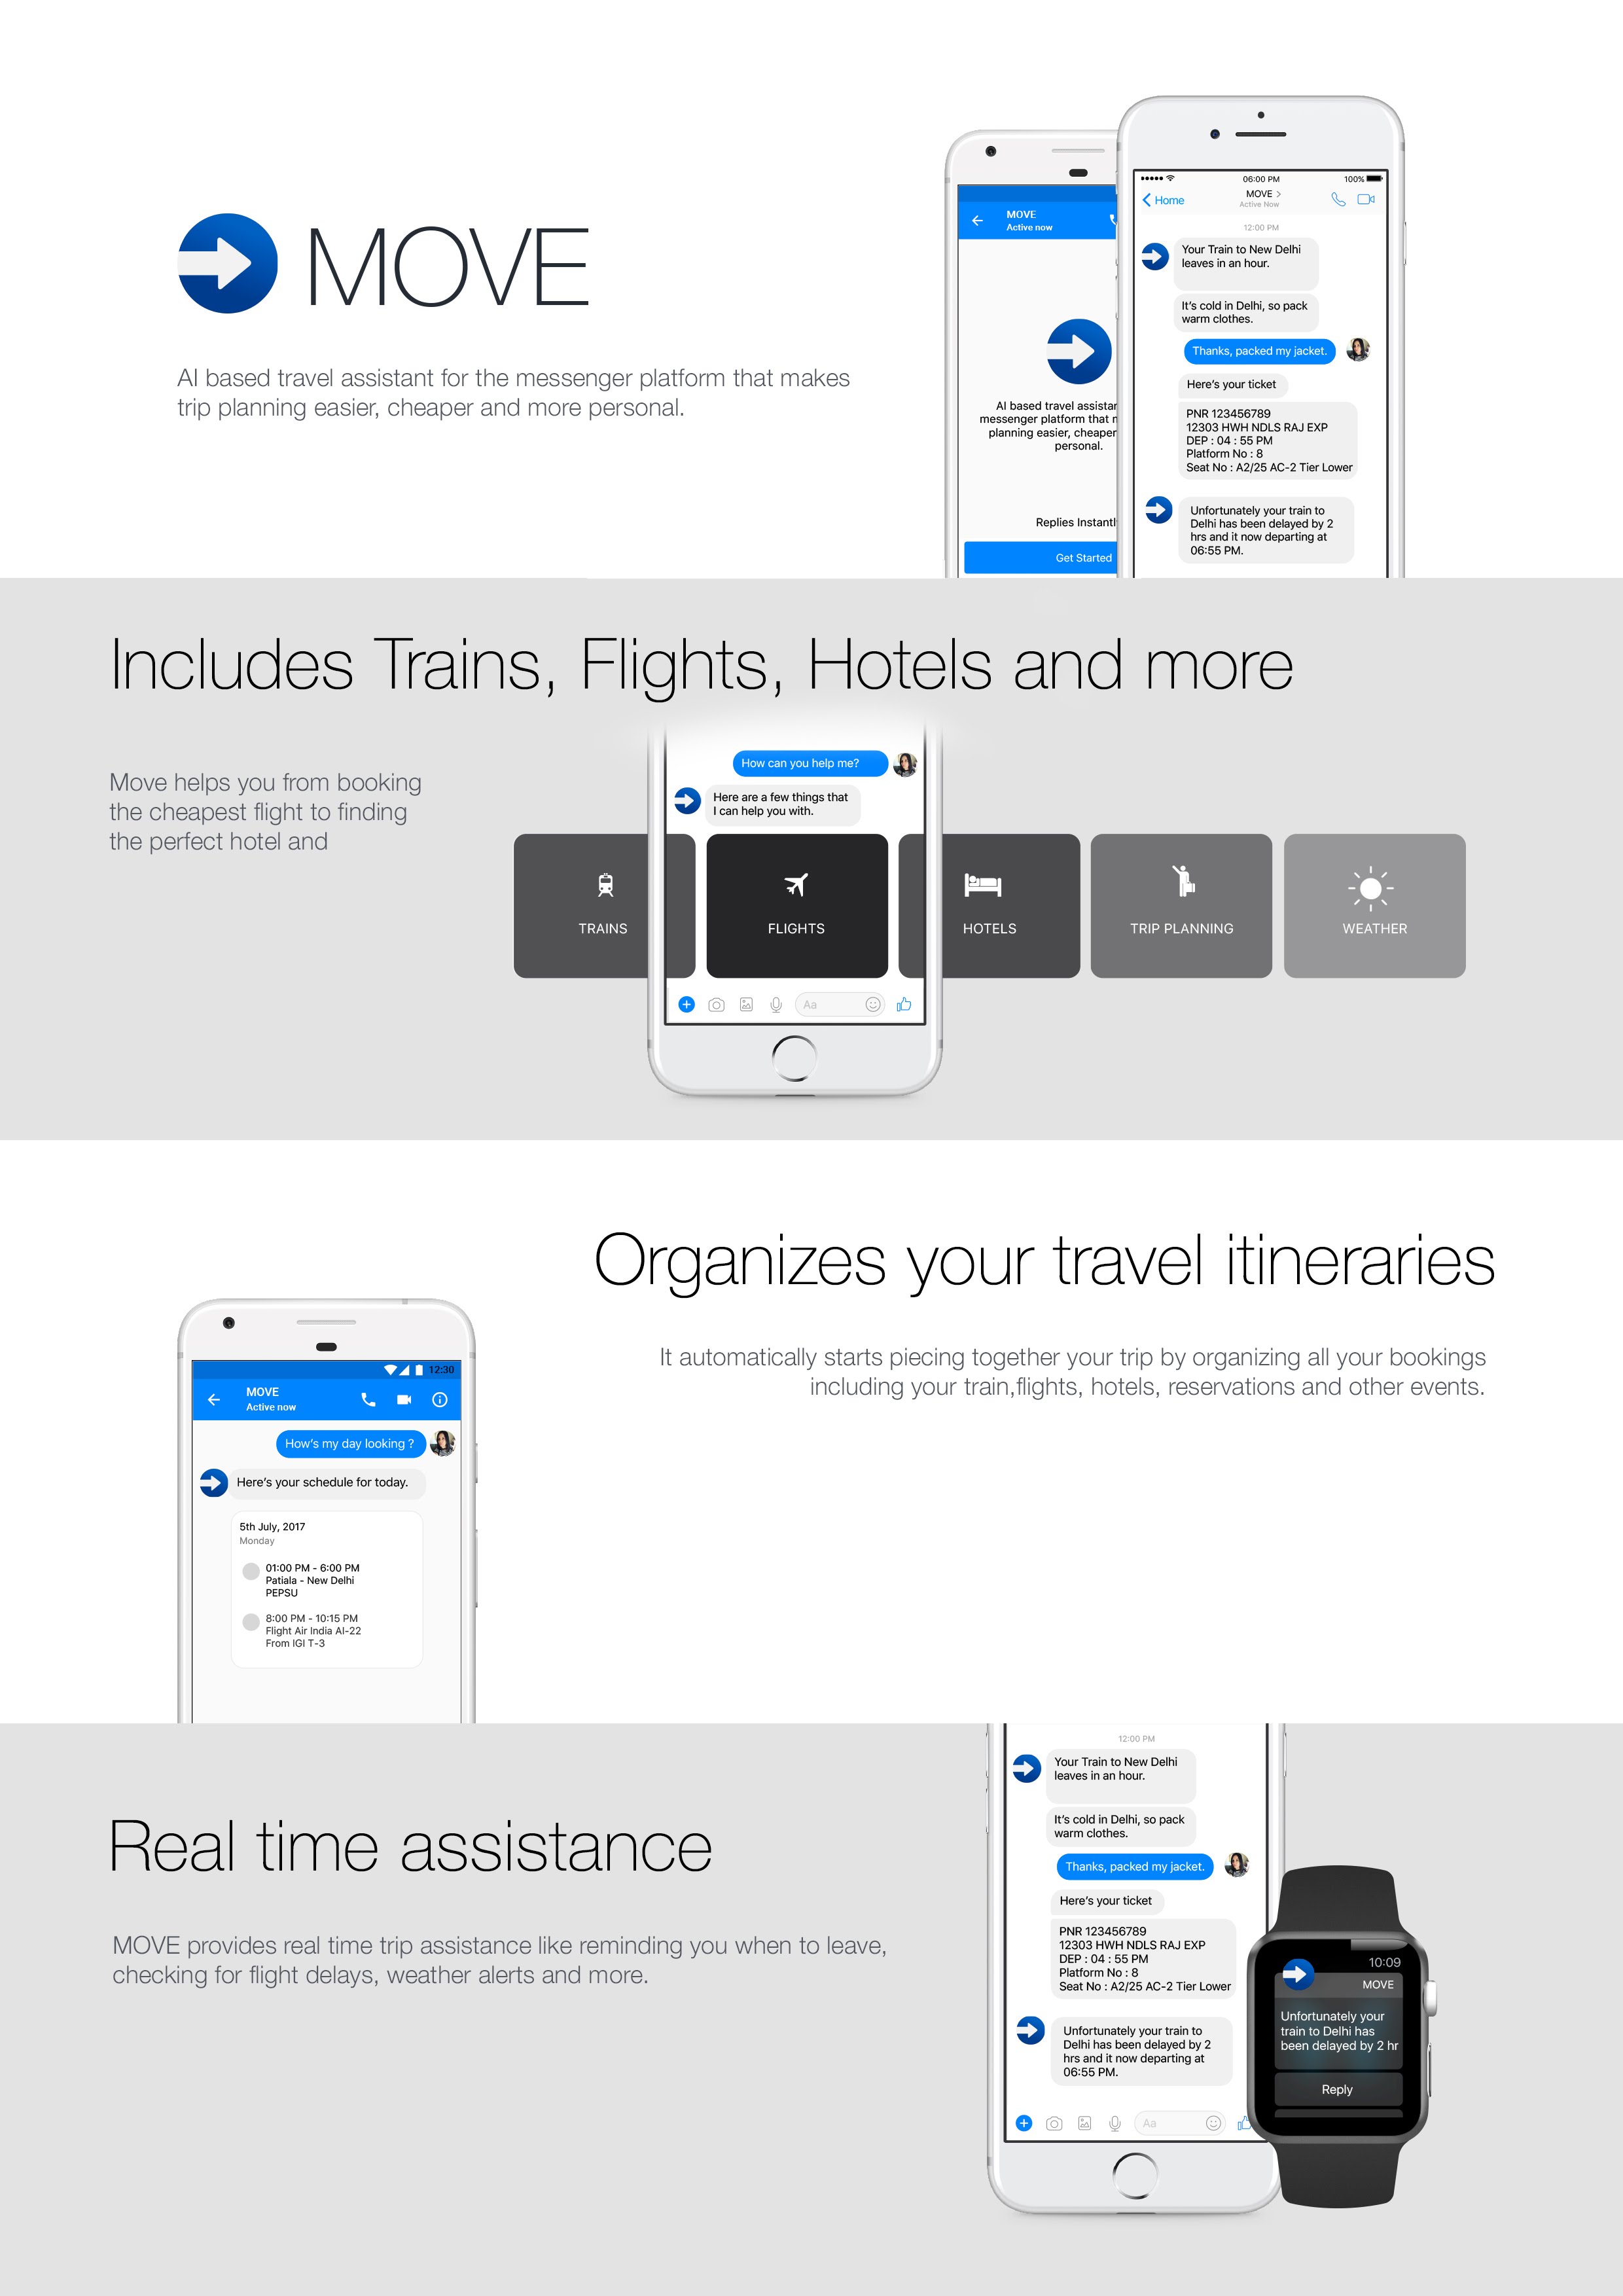 MOVE
AI based travel assistant for the messenger platform that makes
trip planning easier, cheaper and more personal.
MOVE
Active now
AI based travel assistan
messenger platform that m
planning easier, cheaper
personal.
Replies Instantl
Get Started
06:00 PM
100%
Home
MOVE
Active Now
12:00 PM
Your Train to New Delhi
leaves in an hour.
It's cold in Delhi, so pack
warm clothes.
Thanks, packed my jacket.
Here's your ticket
PNR 123456789
12303 HWH NDLS RAJ EXP
DEP : 04 : 55 PM
Platform No : 8
Seat No : A2/25 AC-2 Tier Lower
Unfortunately your train to
Delhi has been delayed by 2
hrs and it now departing at
06:55 PM.
Includes Trains, Flights, Hotels and more
Move helps you from booking
the cheapest flight to finding
the perfect hotel and
How can you help me?
Here are a few things that
I can help you with.
TRAINS
FLIGHTS
HOTELS
TRIP PLANNING
WEATHER
Aa
Organizes your travel itineraries
It automatically starts piecing together your trip by organizing all your bookings
including your train,flights, hotels, reservations and other events.
12:30
MOVE
Active now
How's my day looking ?
Here's your schedule for today.
5th July, 2017
Monday
01:00 PM - 6:00 PM
Patiala - New Delhi
PEPSU
8:00 PM - 10:15 PM
Flight Air India AI-22
From IGI T-3
Real time assistance
MOVE provides real time trip assistance like reminding you when to leave,
checking for flight delays, weather alerts and more.
12:00 PM
Your Train to New Delhi
leaves in an hour.
It's cold in Delhi, so pack
warm clothes.
Thanks, packed my jacket.
Here's your ticket
PNR 123456789
12303 HWH NDLS RAJ EXP
DEP : 04 : 55 PM
Platform No : 8
Seat No : A2/25 AC-2 Tier Lower
Unfortunately your train to
Delhi has been delayed by 2
hrs and it now departing at
06:55 PM.
Aa
10:09
MOVE
Unfortunately your
train to Delhi has
been delayed by 2 hr
Reply